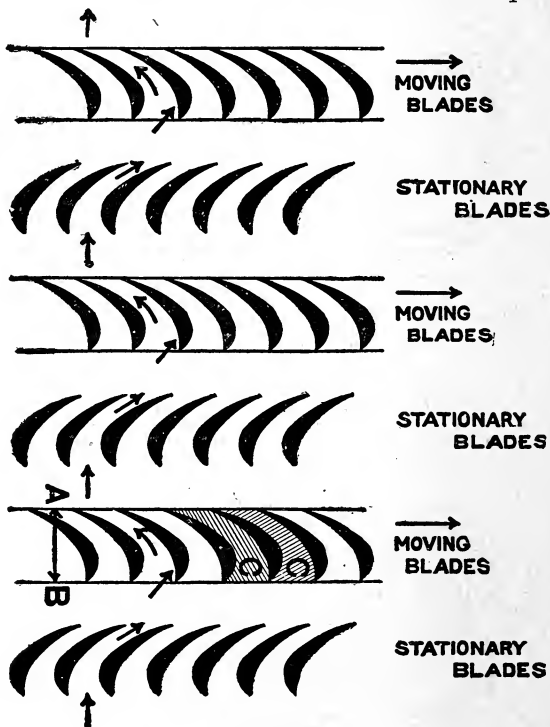 MOVING
BLADES
STATIONARY
BLADES
MOVING
BLADES
STATIONARY
BLADES
A
MOVING
BLADES
C C
B
STATIONARY
BLADES